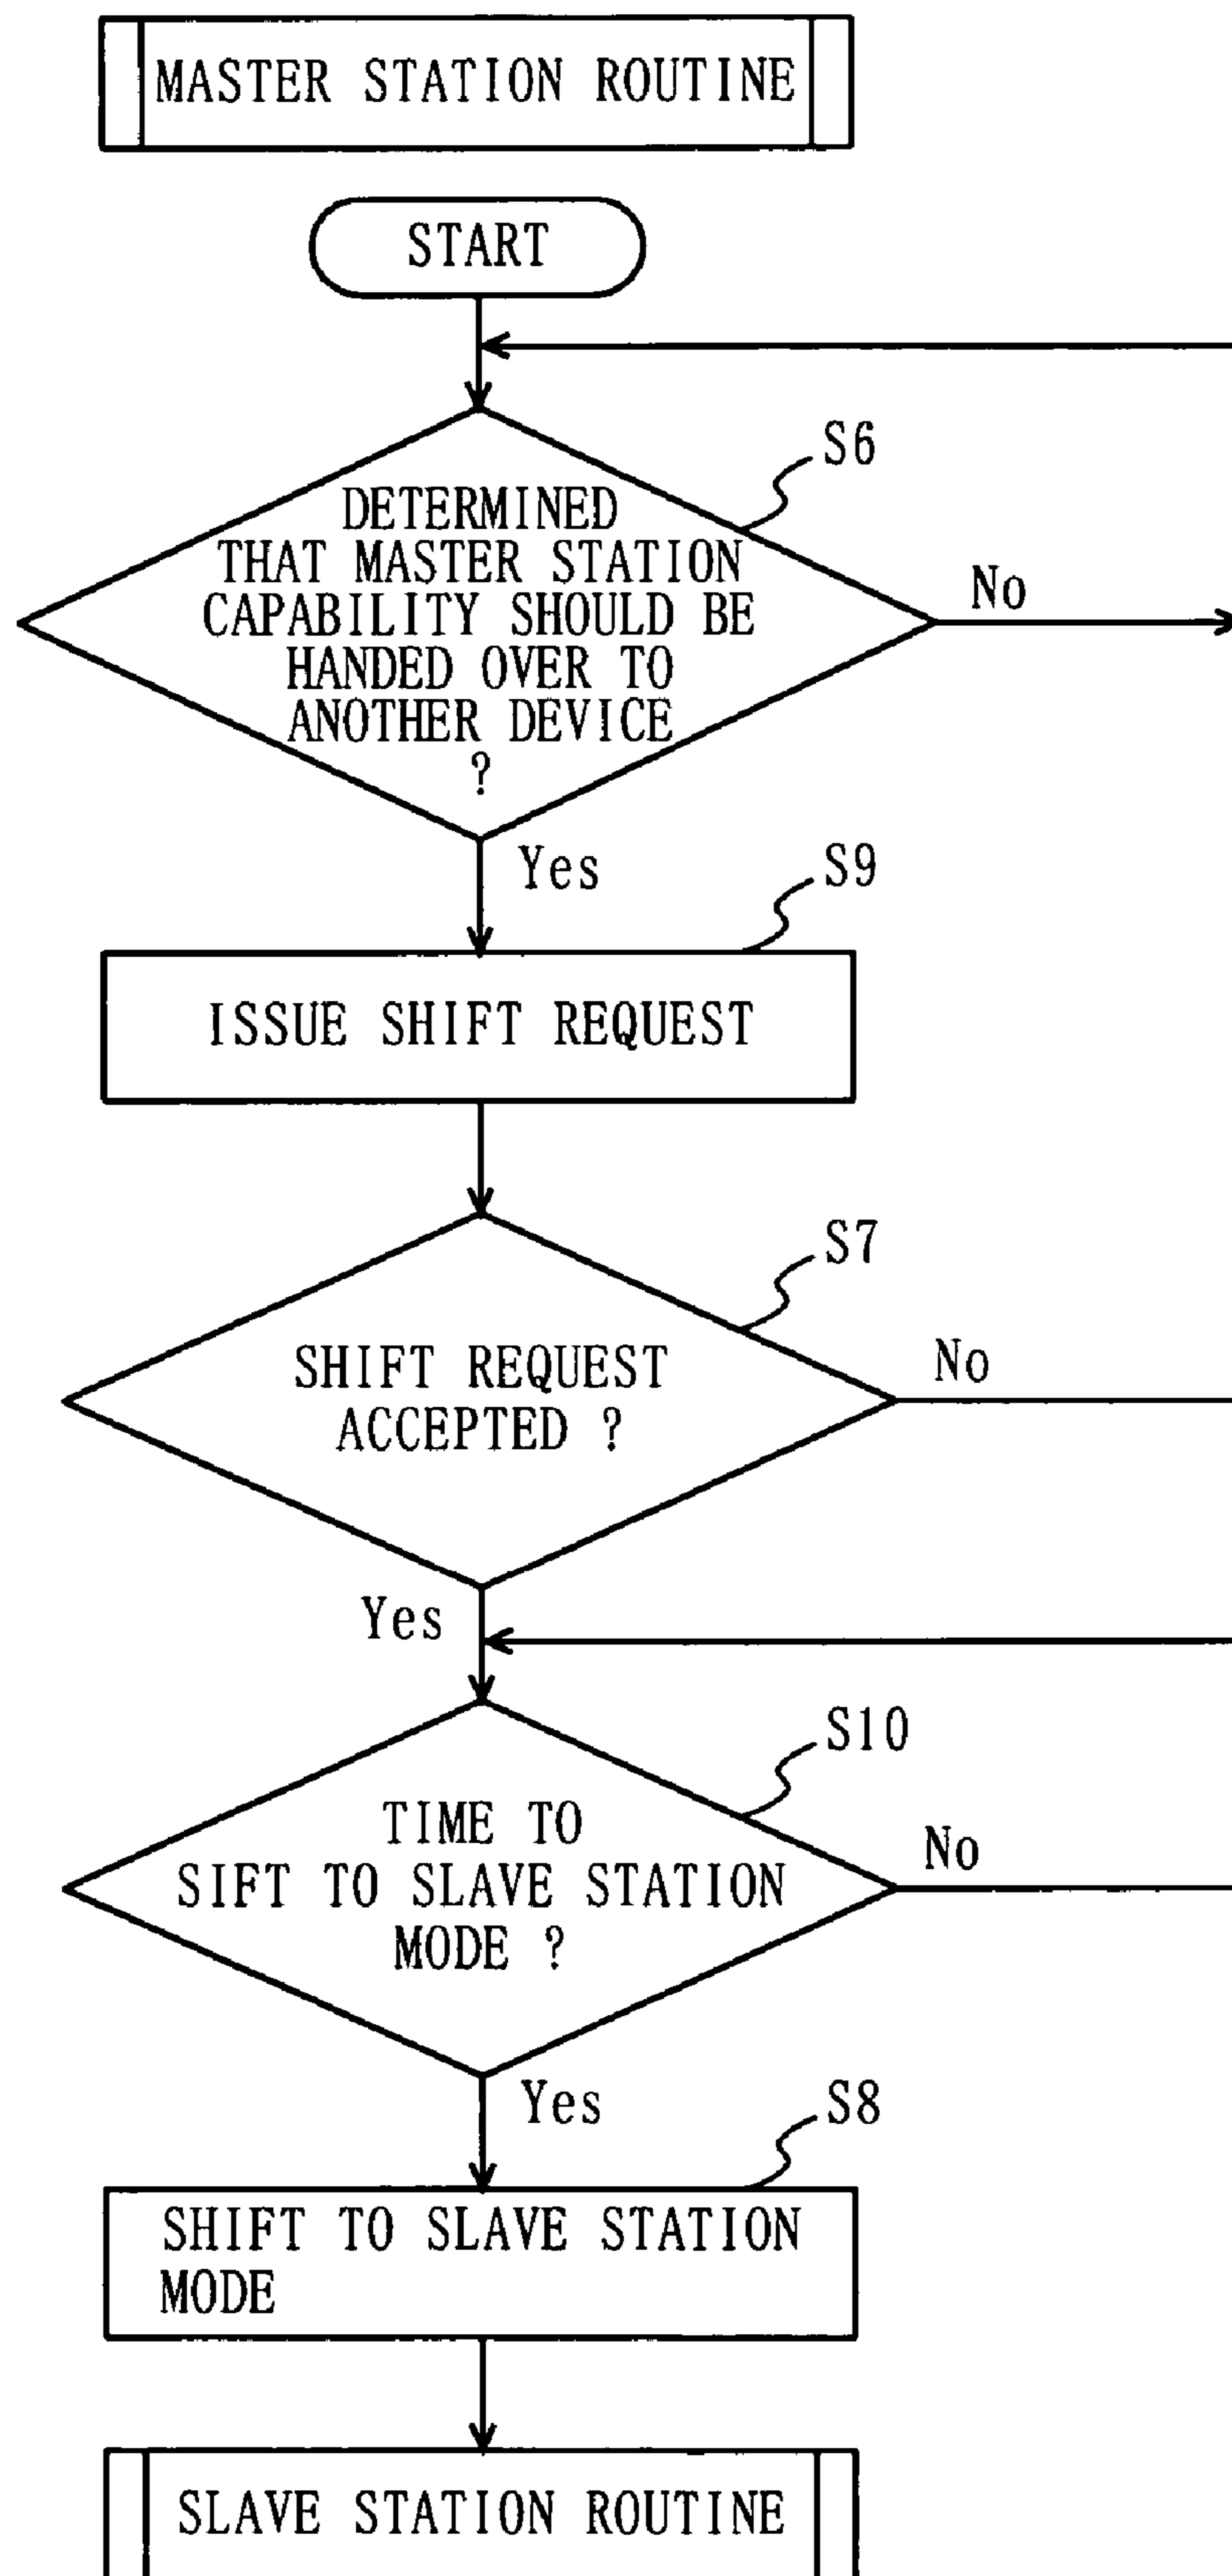 MASTER STATION ROUTINE
START
S6
DETERMINED
THAT MASTER STATION
CAPABILITY SHOULD BE
HANDED OVER TO
ANOTHER DEVICE
?
No
Yes
S9
ISSUE SHIFT REQUEST
S7
SHIFT REQUEST
ACCEPTED ?
No
Yes
S10
TIME TO
SIFT TO SLAVE STATION
MODE ?
No
Yes
S8
SHIFT TO SLAVE STATION
MODE
SLAVE STATION ROUTINE